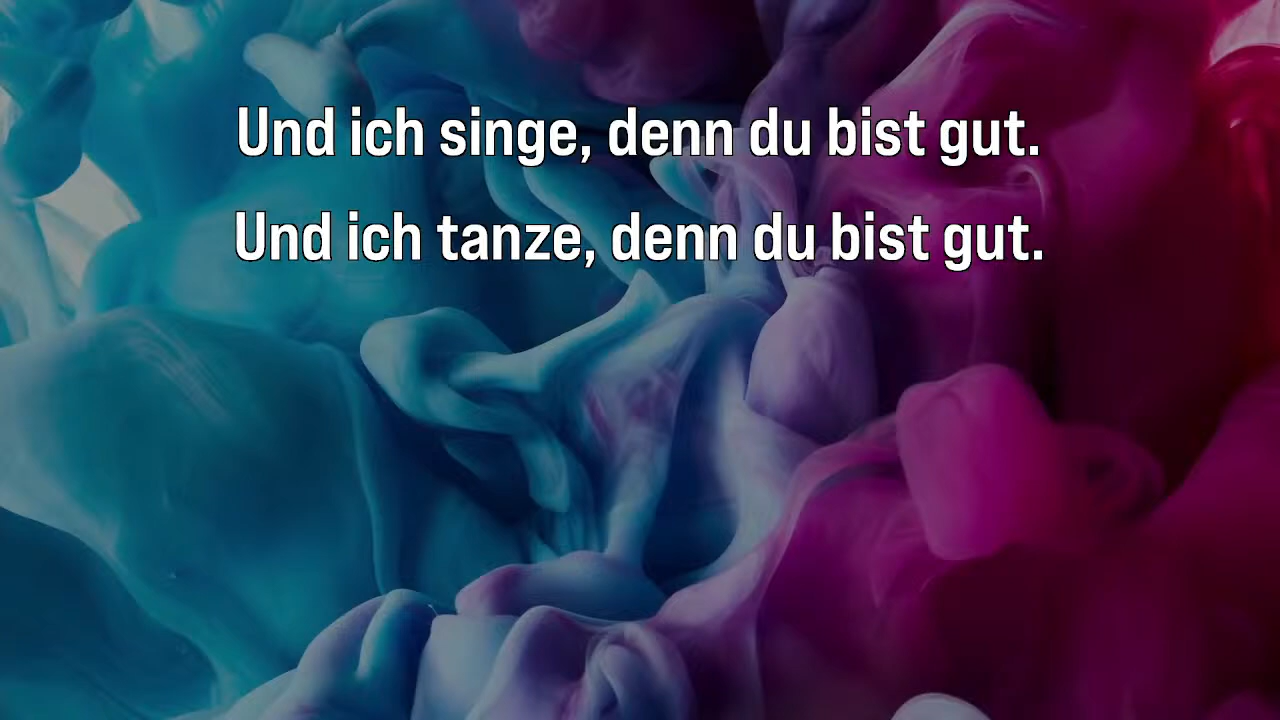 Und ich singe, denn du bist gut.
Und ich tanze, denn du bist gut.